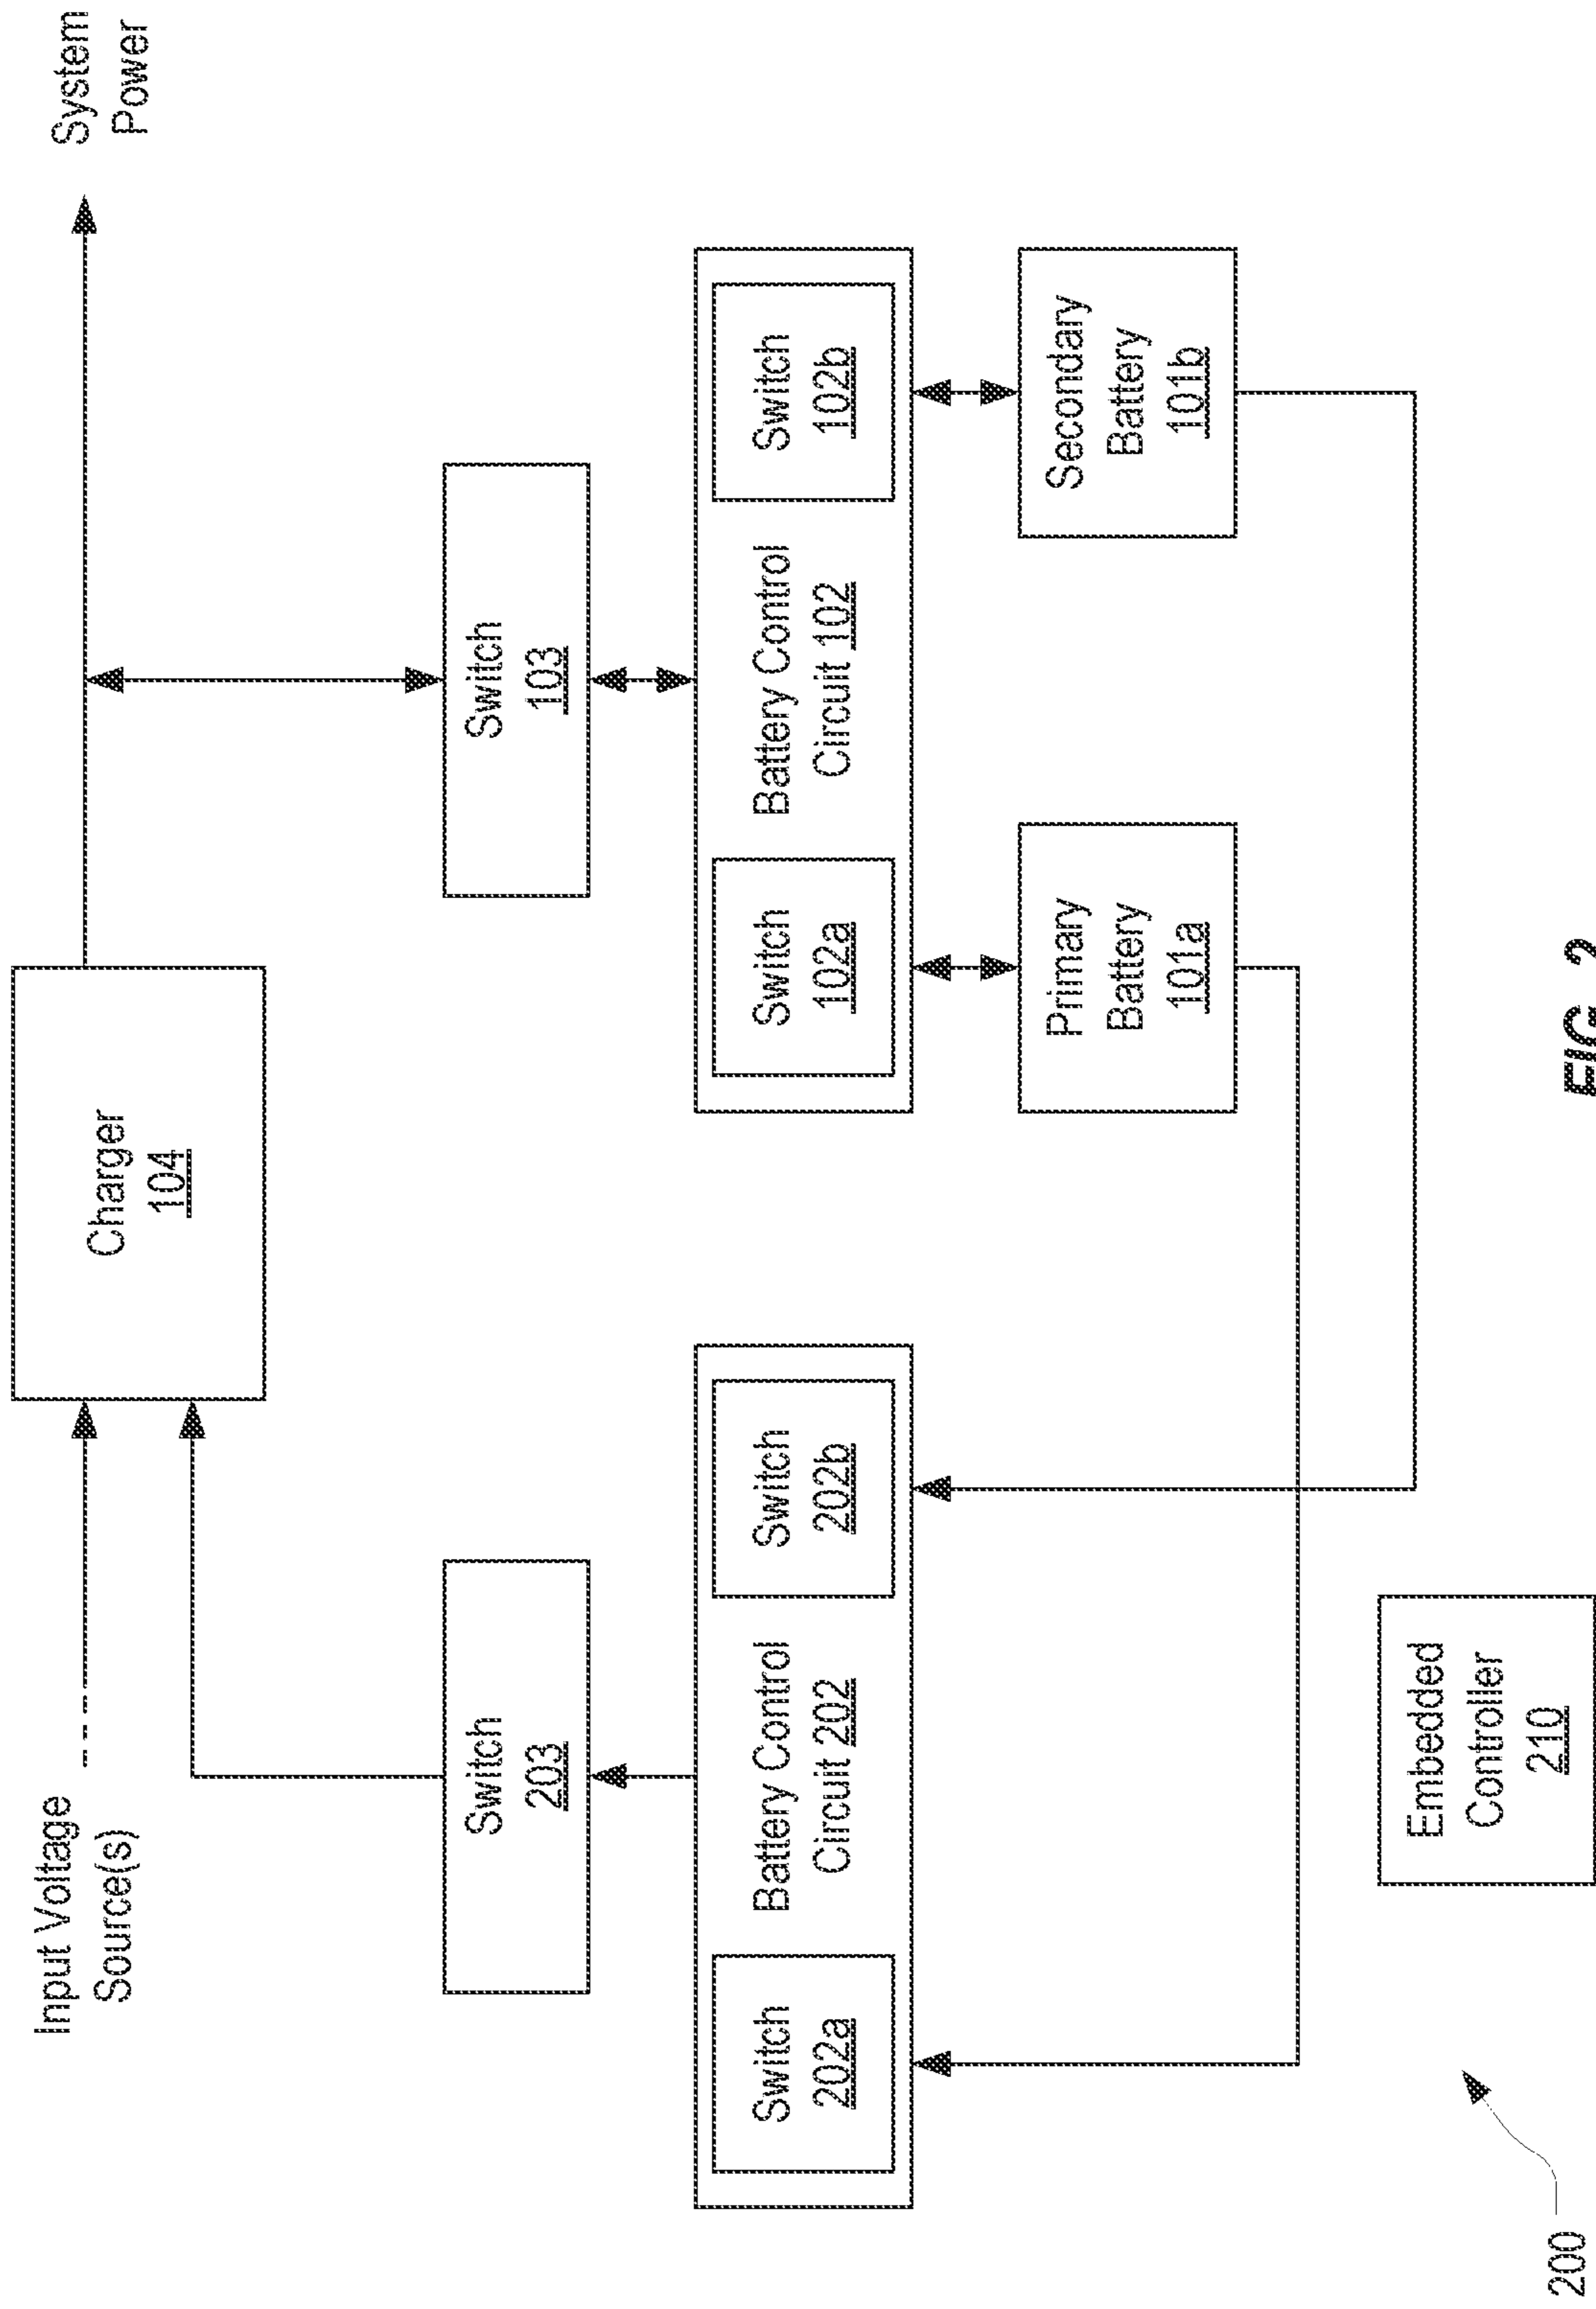 Input Voltage
Source(s)
Charger
104
System
Power
Switch
203
Switch
103
Switch
202a
Battery Control
Circuit 202
Switch
202b
Switch
102a
Battery Control
Circuit 102
Switch
102b
Primary
Battery
101a
Secondary
Battery
101b
Embedded
Controller
210
200
FIG. 2